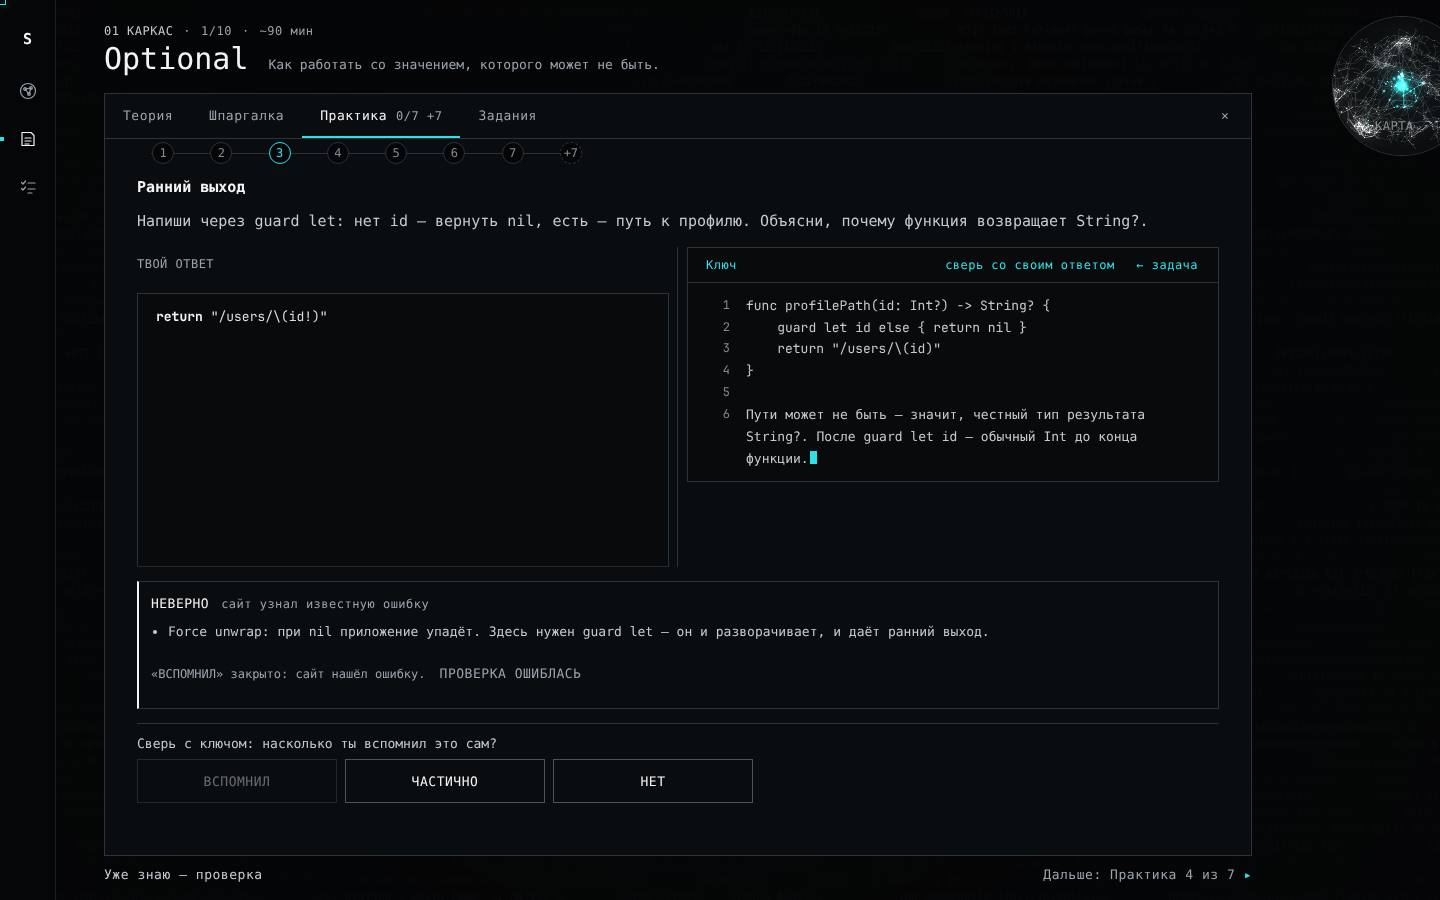 S
01 КАРКАС · 1/10 · ~90 мин
Optional Как работать со значением, которого может не быть.
КАРТА
Теория Шпаргалка Практика 0/7 +7 Задания ×
1 2 3 4 5 6 7 +7
Ранний выход
Напиши через guard let: нет id — вернуть nil, есть — путь к профилю. Объясни, почему функция возвращает String?.
ТВОЙ ОТВЕТ
return "/users/\(id!)"
Ключ сверь со своим ответом ← задача
1 func profilePath(id: Int?) -> String? {
2     guard let id else { return nil }
3     return "/users/\(id)"
4 }
5
6 Пути может не быть — значит, честный тип результата
String?. После guard let id — обычный Int до конца
функции.
НЕВЕРНО сайт узнал известную ошибку
• Force unwrap: при nil приложение упадёт. Здесь нужен guard let — он и разворачивает, и даёт ранний выход.
«ВСПОМНИЛ» закрыто: сайт нашёл ошибку. ПРОВЕРКА ОШИБЛАСЬ
Сверь с ключом: насколько ты вспомнил это сам?
ВСПОМНИЛ ЧАСТИЧНО НЕТ
Уже знаю — проверка Дальше: Практика 4 из 7 ▸